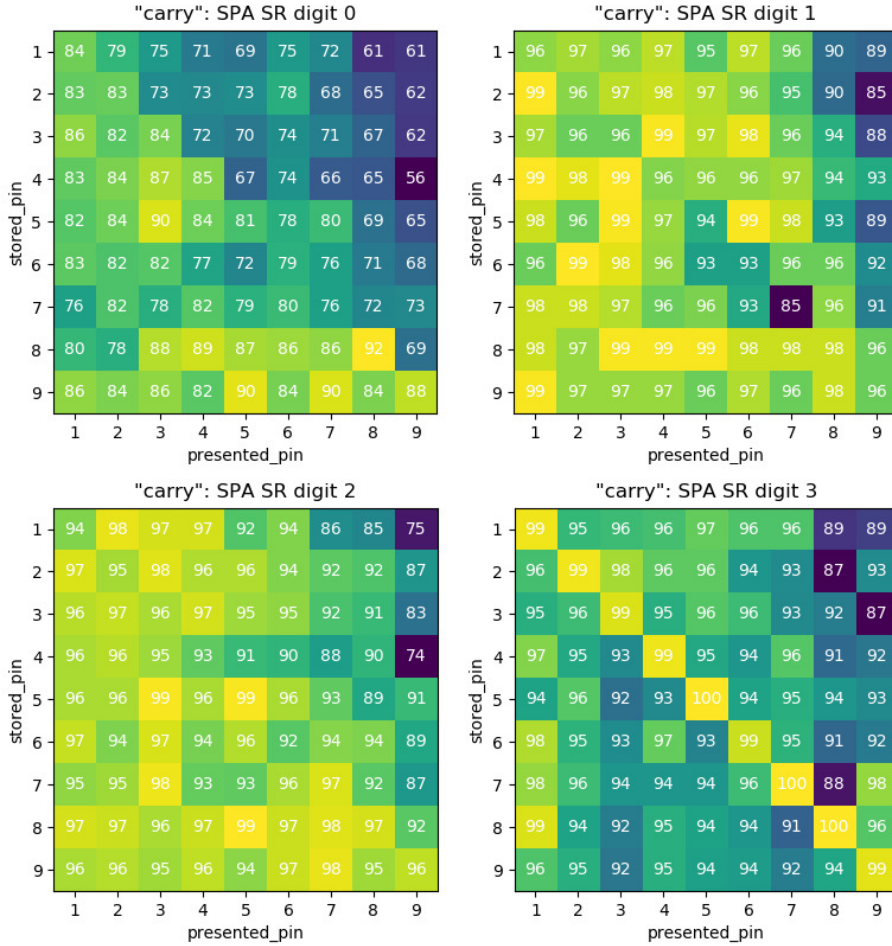 "carry": SPA SR digit 0
1 84 79 75 71 69 75 72 61 61
2 83 83 73 73 73 78 68 65 62
3 86 82 84 72 70 74 71 67 62
4 83 84 87 85 67 74 66 65 56
5 82 84 90 84 81 78 80 69 65
6 83 82 82 77 72 79 76 71 68
7 76 82 78 82 79 80 76 72 73
8 80 78 88 89 87 86 86 92 69
9 86 84 86 82 90 84 90 84 88
stored_pin
1 2 3 4 5 6 7 8 9
presented_pin
"carry": SPA SR digit 1
1 96 97 96 97 95 97 96 90 89
2 99 96 97 98 97 96 95 90 85
3 97 96 96 99 97 98 96 94 88
4 99 98 99 96 96 96 97 94 93
5 98 96 99 97 94 99 98 93 89
6 96 99 98 96 93 93 96 96 92
7 98 98 97 96 96 93 85 96 91
8 98 97 99 99 99 98 98 98 96
9 99 97 97 97 96 97 96 98 96
stored_pin
1 2 3 4 5 6 7 8 9
presented_pin
"carry": SPA SR digit 2
1 94 98 97 97 92 94 86 85 75
2 97 95 98 96 96 94 92 92 87
3 96 97 96 97 95 95 92 91 83
4 96 96 95 93 91 90 88 90 74
5 96 96 99 96 99 96 93 89 91
6 97 94 97 94 96 92 94 94 89
7 95 95 98 93 93 96 97 92 87
8 97 97 96 97 99 97 98 97 92
9 96 96 95 96 94 97 98 95 96
stored_pin
1 2 3 4 5 6 7 8 9
presented_pin
"carry": SPA SR digit 3
1 99 95 96 96 97 96 96 89 89
2 96 99 98 96 96 94 93 87 93
3 95 96 99 95 96 96 93 92 87
4 97 95 93 99 95 94 96 91 92
5 94 96 92 93 100 94 95 94 93
6 98 95 93 97 93 99 95 91 92
7 98 96 94 94 94 96 100 88 98
8 99 94 92 95 94 94 91 100 96
9 96 95 92 95 94 94 92 94 99
stored_pin
1 2 3 4 5 6 7 8 9
presented_pin